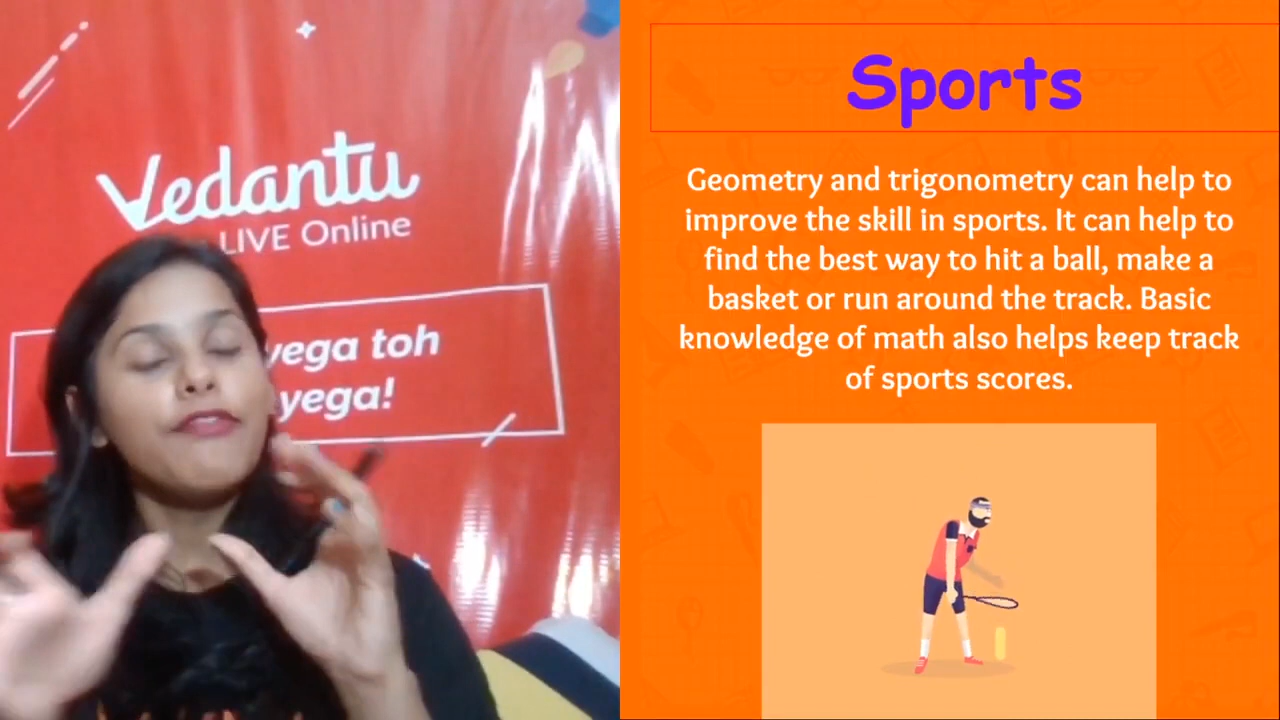 Vedantu
LIVE Online
yega toh
yega!
Sports
Geometry and trigonometry can help to
improve the skill in sports. It can help to
find the best way to hit a ball, make a
basket or run around the track. Basic
knowledge of math also helps keep track
of sports scores.